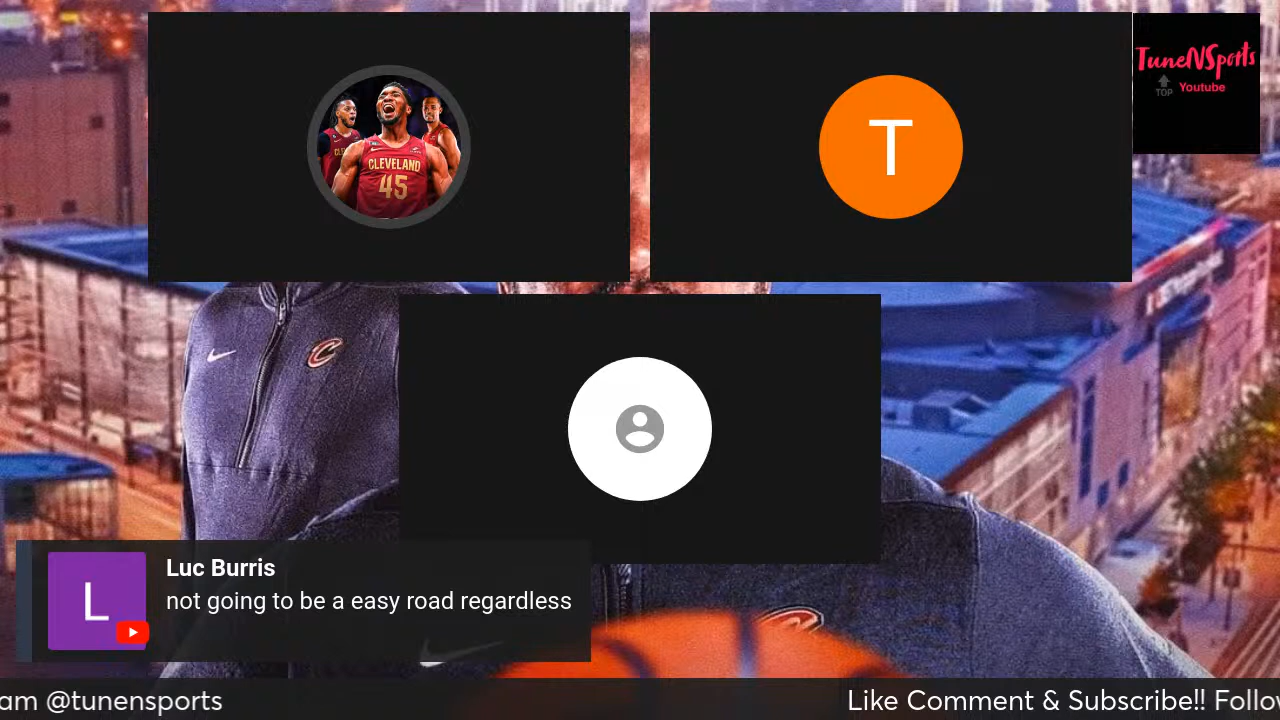 TuneNSports
TOP
Youtube
CLEVELAND
45
T
L
Luc Burris
not going to be a easy road regardless
am @tunensports
Like Comment & Subscribe!! Follow